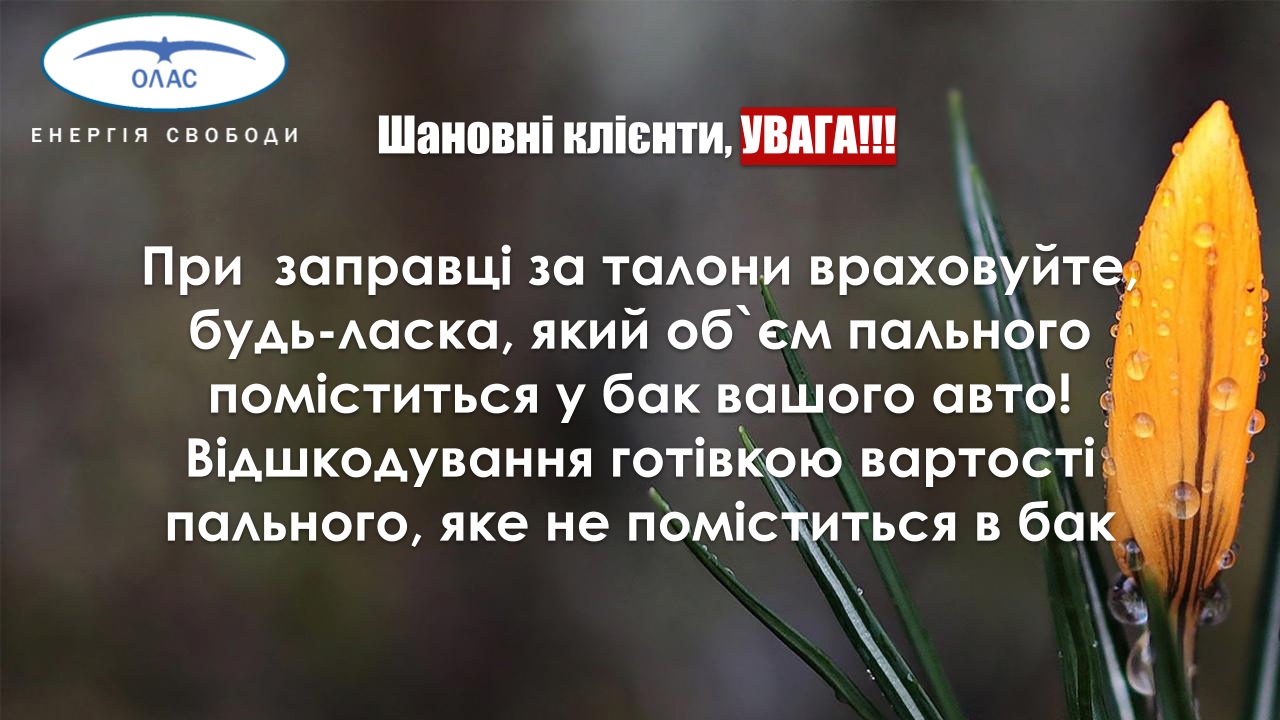 ОЛАС
ЕНЕРГІЯ СВОБОДИ
Шановні клієнти, УВАГА!!!
При  заправці за талони враховуйте,
будь-ласка, який об`єм пального
поміститься у бак вашого авто!
Відшкодування готівкою вартості
пального, яке не поміститься в бак